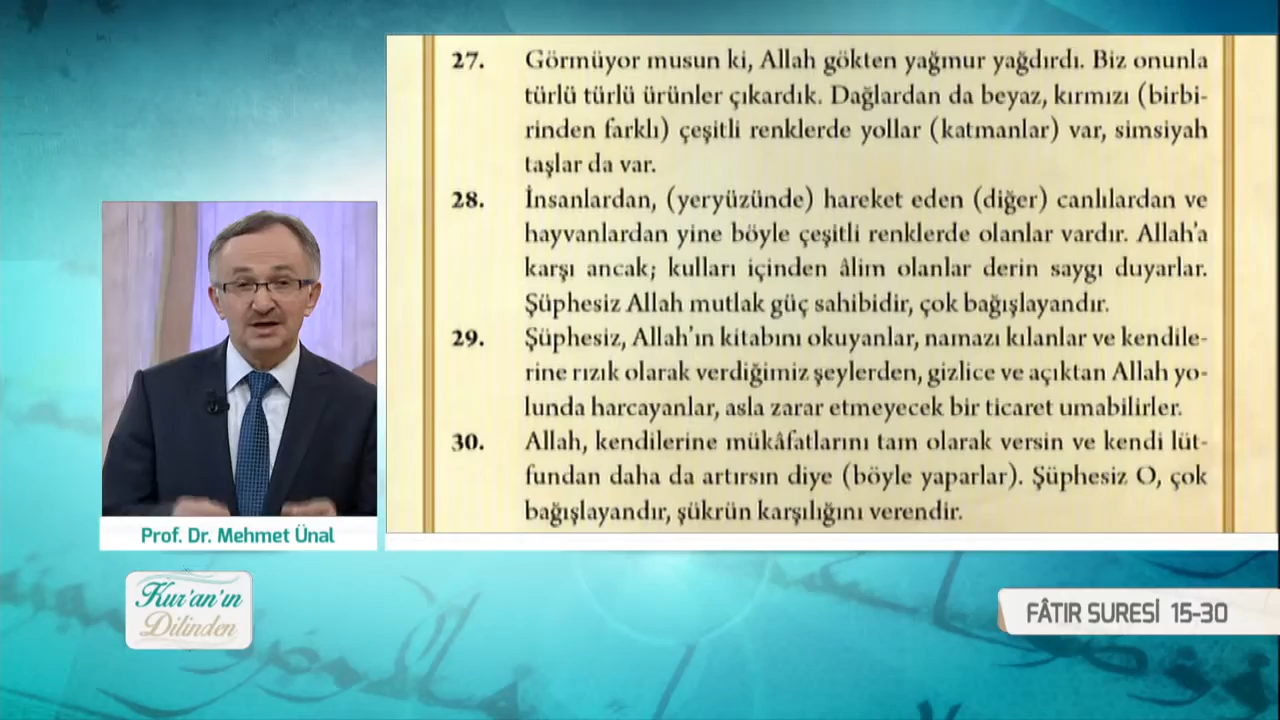 27. Görmüyor musun ki, Allah gökten yağmur yağdırdı. Biz onunla
türlü türlü ürünler çıkardık. Dağlardan da beyaz, kırmızı (birbi-
rinden farklı) çeşitli renklerde yollar (katmanlar) var, simsiyah
taşlar da var.
28. İnsanlardan, (yeryüzünde) hareket eden (diğer) canlılardan ve
hayvanlardan yine böyle çeşitli renklerde olanlar vardır. Allah'a
karşı ancak; kulları içinden âlim olanlar derin saygı duyarlar.
Şüphesiz Allah mutlak güç sahibidir, çok bağışlayandır.
29. Şüphesiz, Allah'ın kitabını okuyanlar, namazı kılanlar ve kendile-
rine rızık olarak verdiğimiz şeylerden, gizlice ve açıktan Allah yo-
lunda harcayanlar, asla zarar etmeyecek bir ticaret umabilirler.
30. Allah, kendilerine mükâfatlarını tam olarak versin ve kendi lüt-
fundan daha da artırsın diye (böyle yaparlar). Şüphesiz O, çok
bağışlayandır, şükrün karşılığını verendir.
Prof. Dr. Mehmet Ünal
Kur'an'ın
Dilinden
FÂTIR SURESİ 15-30